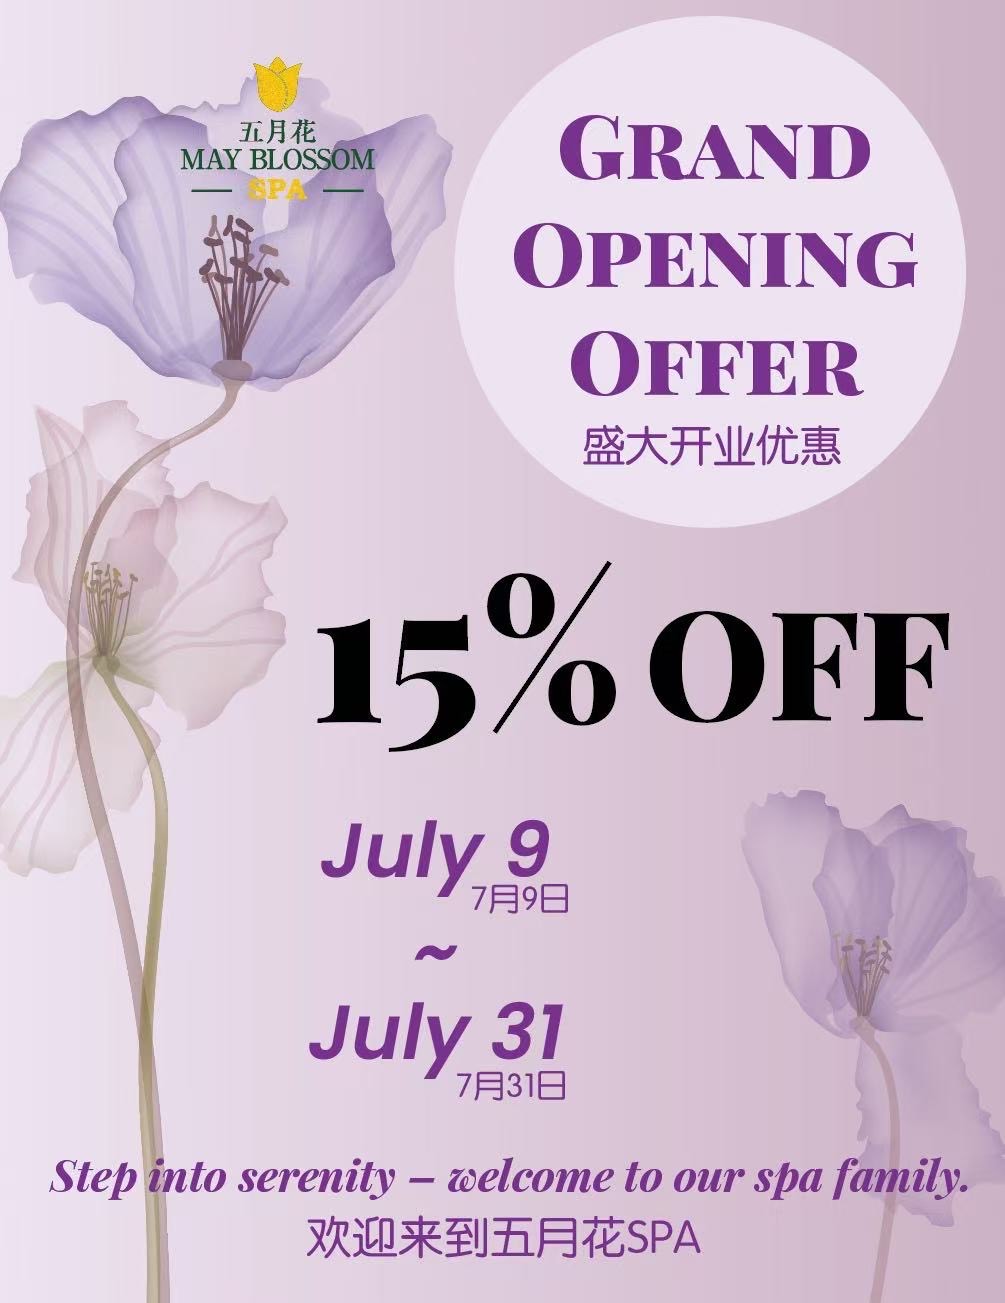 五月花
MAY BLOSSOM
SPA
GRAND
OPENING
OFFER
盛大开业优惠
15% OFF
July 9
7月9日
~
July 31
7月31日
Step into serenity – welcome to our spa family.
欢迎来到五月花SPA